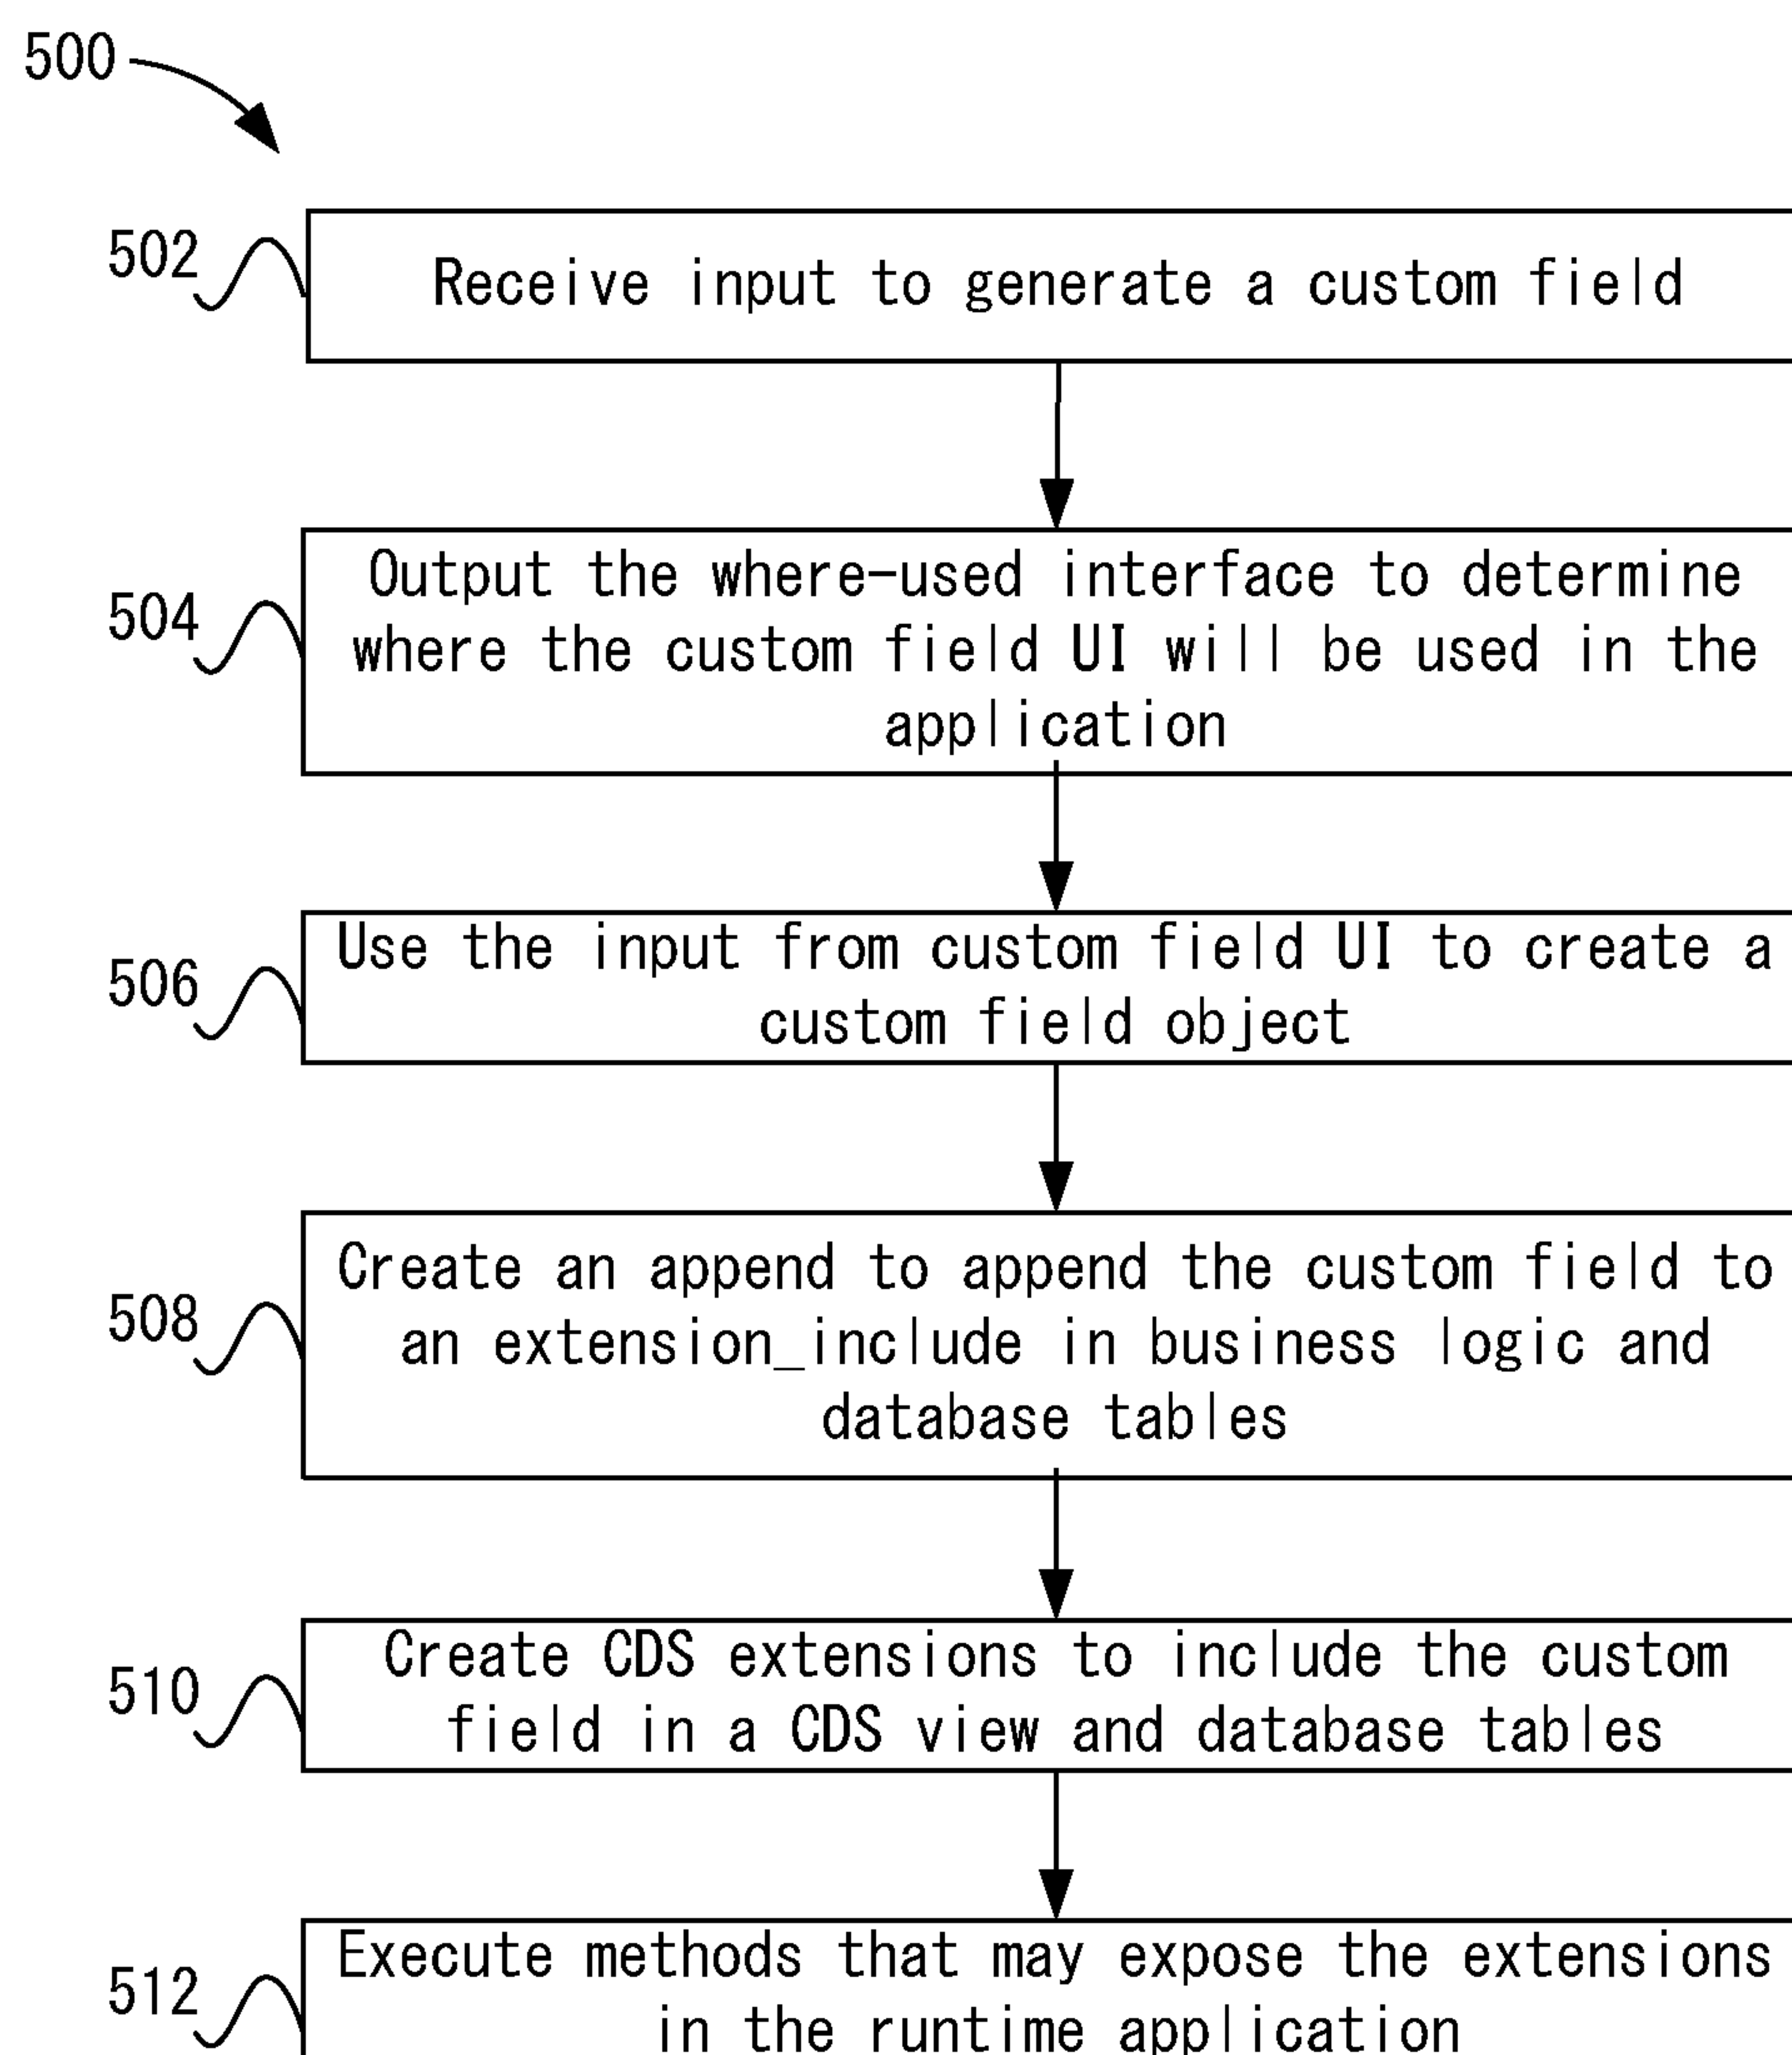 500
502
Receive input to generate a custom field
504
Output the where-used interface to determine
where the custom field UI will be used in the
application
506
Use the input from custom field UI to create a
custom field object
508
Create an append to append the custom field to
an extension_include in business logic and
database tables
510
Create CDS extensions to include the custom
field in a CDS view and database tables
512
Execute methods that may expose the extensions
in the runtime application